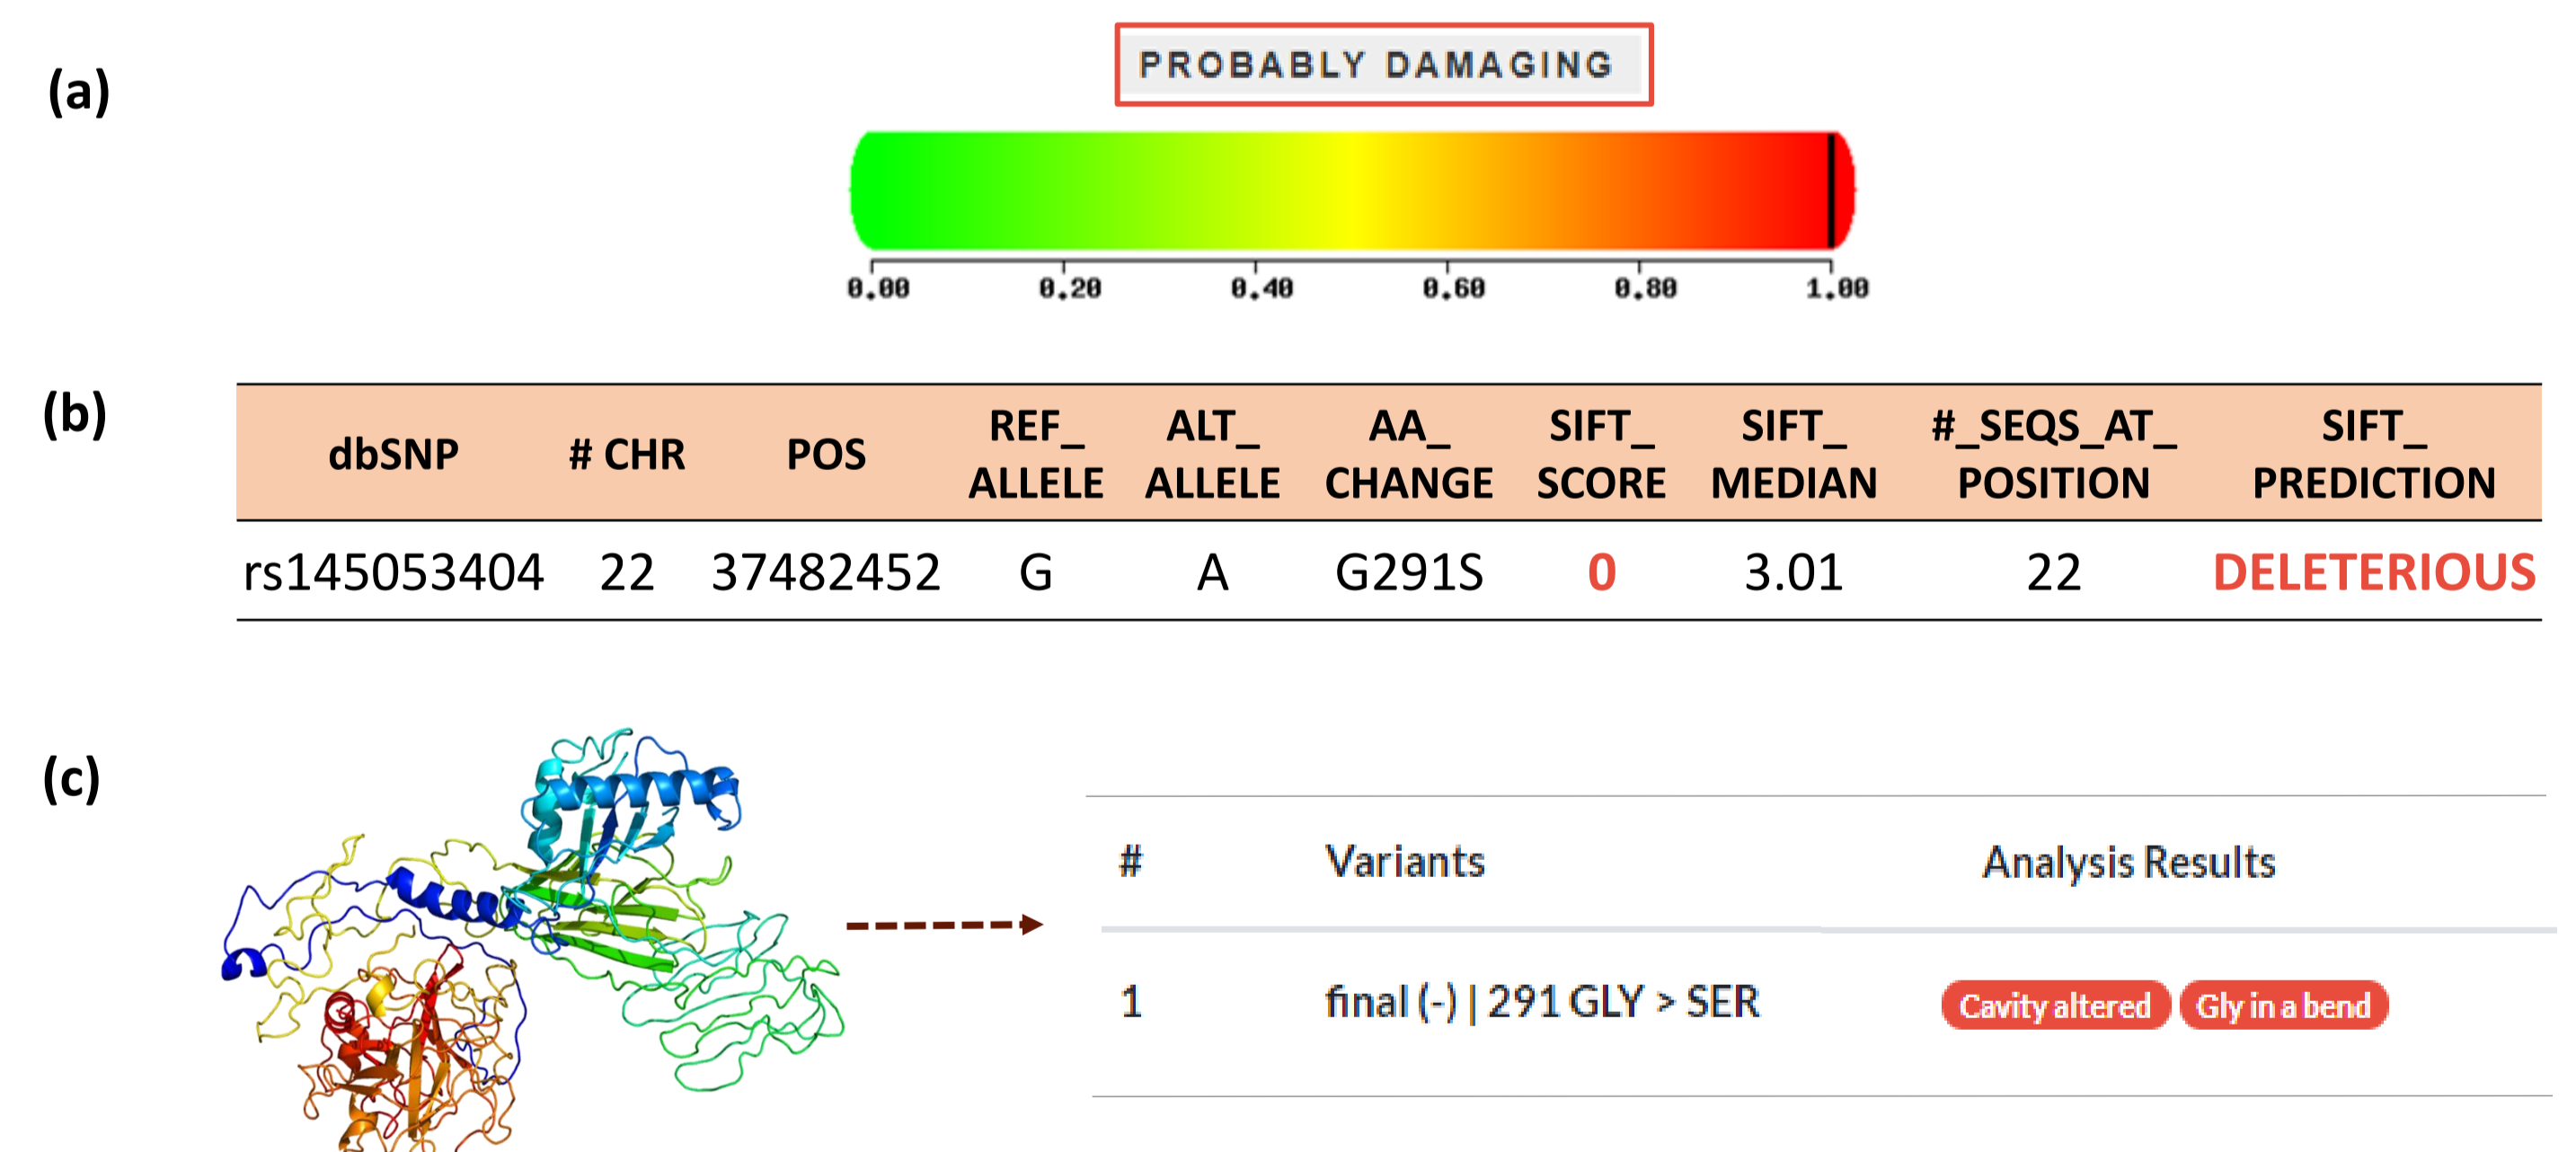 (a)
PROBABLY DAMAGING
0.00 0.20 0.40 0.60 0.80 1.00
(b)
dbSNP # CHR POS REF_ ALLELE ALT_ ALLELE AA_ CHANGE SIFT_ SCORE SIFT_ MEDIAN #_SEQS_AT_ POSITION SIFT_ PREDICTION
rs145053404 22 37482452 G A G291S 0 3.01 22 DELETERIOUS
(c)
# Variants Analysis Results
1 final (-) | 291 GLY > SER Cavity altered Gly in a bend